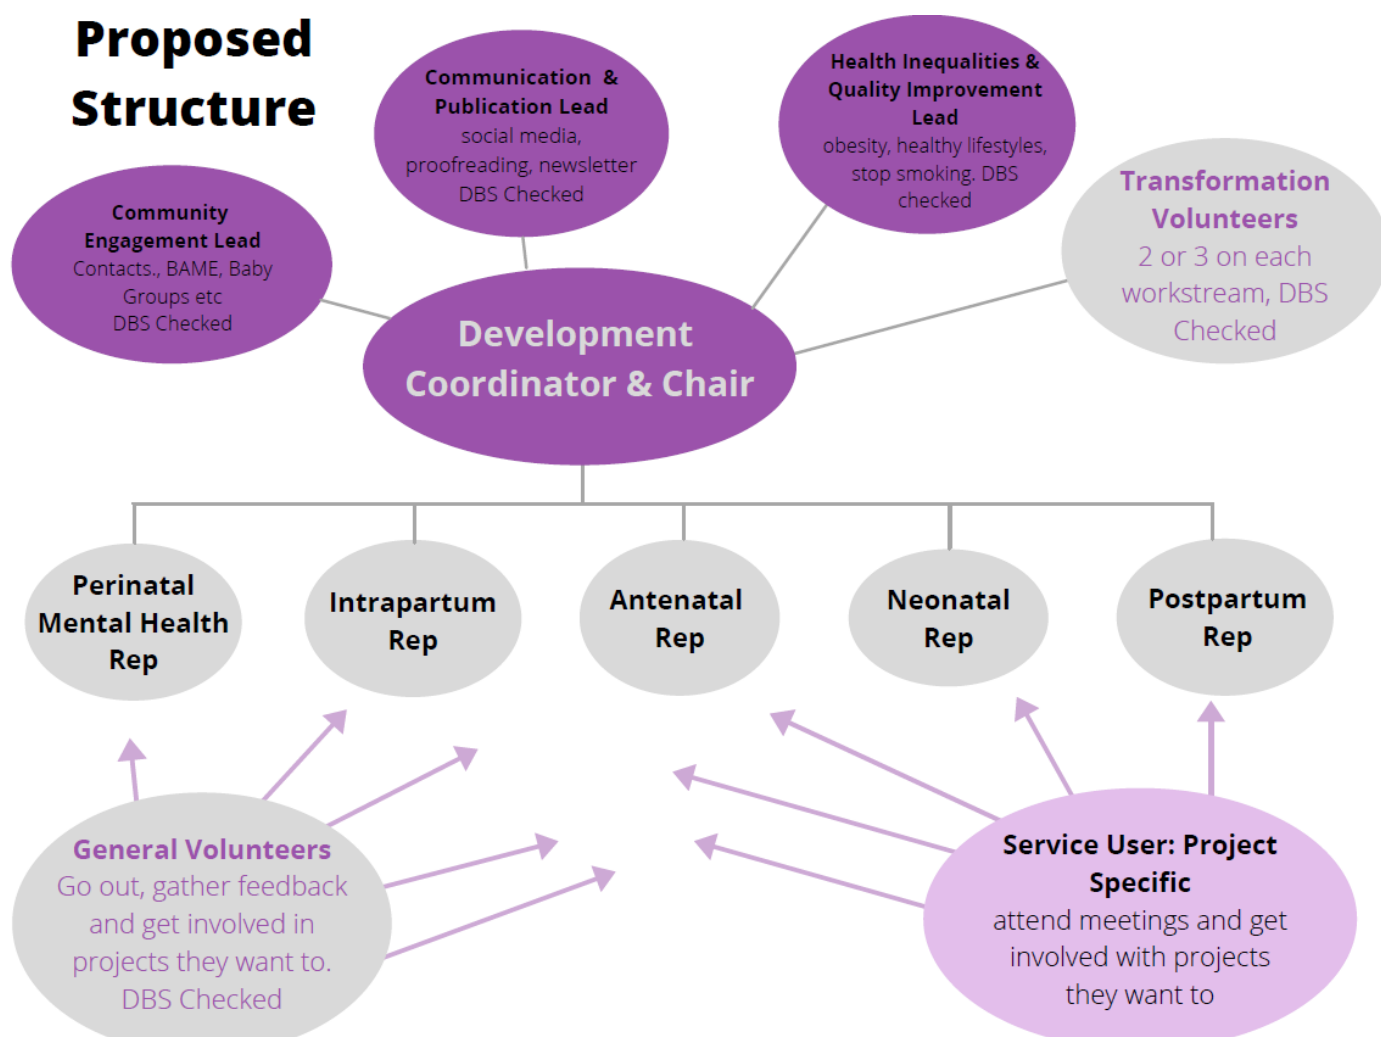 Proposed
Structure
Communication &
Publication Lead
social media,
proofreading, newsletter
DBS Checked
Health Inequalities &
Quality Improvement
Lead
obesity, healthy lifestyles,
stop smoking. DBS
checked
Transformation
Volunteers
2 or 3 on each
workstream, DBS
Checked
Community
Engagement Lead
Contacts., BAME, Baby
Groups etc
DBS Checked
Development
Coordinator & Chair
Perinatal
Mental Health
Rep
Intrapartum
Rep
Antenatal
Rep
Neonatal
Rep
Postpartum
Rep
General Volunteers
Go out, gather feedback
and get involved in
projects they want to.
DBS Checked
Service User: Project
Specific
attend meetings and get
involved with projects
they want to